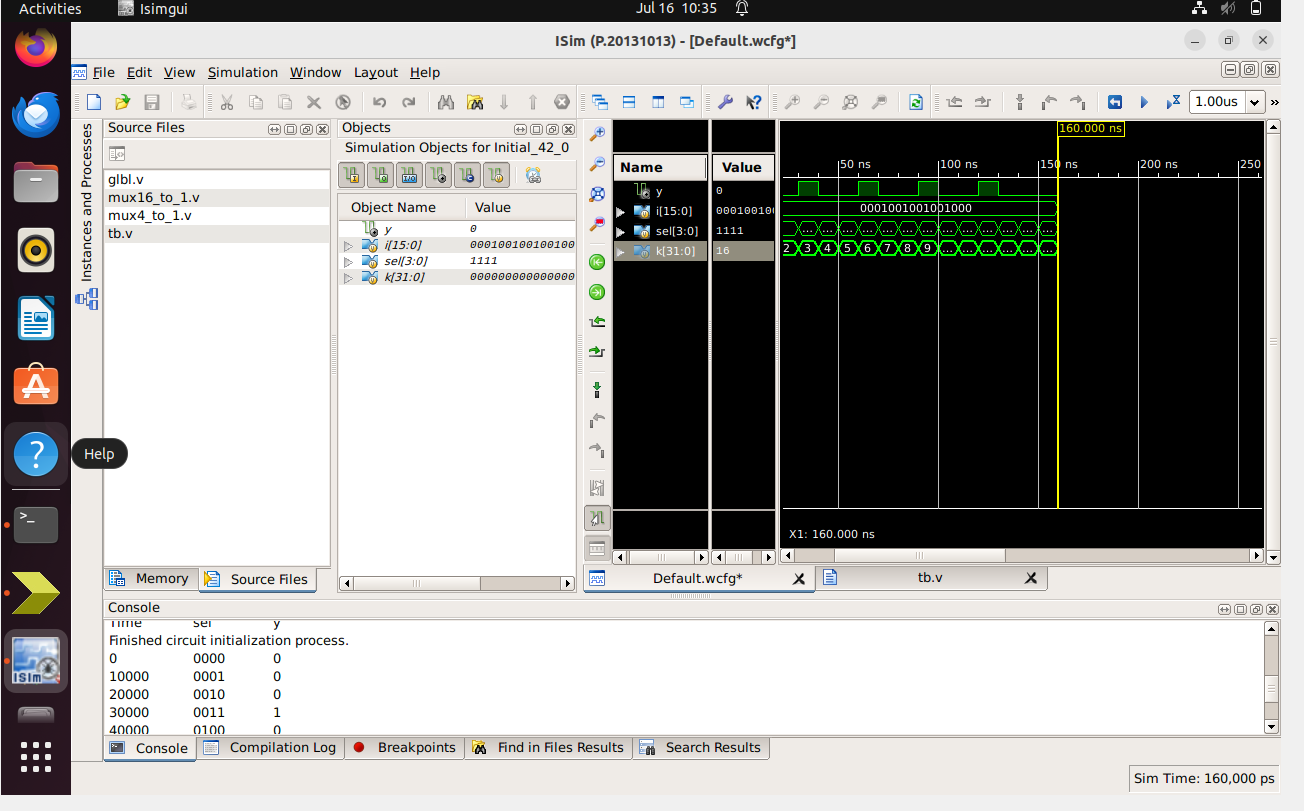 Activities
Isimgui
Jul 16 10:35
ISim (P.20131013) - [Default.wcfg*]
File Edit View Simulation Window Layout Help
1.00us
»
Instances and Processes
Source Files
glbl.v
mux16_to_1.v
mux4_to_1.v
tb.v
Memory
Source Files
Objects
Simulation Objects for Initial_42_0
Object Name Value
y 0
i[15:0]000100100100100
sel[3:0] 1111
k[31:0] 000000000000000
Name Value
y 0
i[15:0] 000100100
sel[3:0] 1111
k[31:0] 16
160.000 ns
50 ns 100 ns 150 ns 200 ns 250
0001001001001000
... ... ... ... ... ... ... ... ... ... ... ... ...
2 3 4 5 6 7 8 9 ... ... ... ... ... ...
X1: 160.000 ns
Default.wcfg*
tb.v
Help
>_
ISim
Console
Time sel y
Finished circuit initialization process.
0 0000 0
10000 0001 0
20000 0010 0
30000 0011 1
40000 0100 0
Console
Compilation Log
Breakpoints
Find in Files Results
Search Results
Sim Time: 160,000 ps